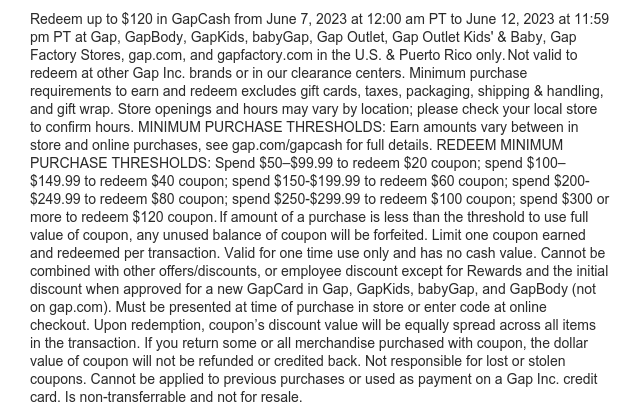 Redeem up to $120 in GapCash from June 7, 2023 at 12:00 am PT to June 12, 2023 at 11:59
pm PT at Gap, GapBody, GapKids, babyGap, Gap Outlet, Gap Outlet Kids' & Baby, Gap
Factory Stores, gap.com, and gapfactory.com in the U.S. & Puerto Rico only. Not valid to
redeem at other Gap Inc. brands or in our clearance centers. Minimum purchase
requirements to earn and redeem excludes gift cards, taxes, packaging, shipping & handling,
and gift wrap. Store openings and hours may vary by location; please check your local store
to confirm hours. MINIMUM PURCHASE THRESHOLDS: Earn amounts vary between in
store and online purchases, see gap.com/gapcash for full details. REDEEM MINIMUM
PURCHASE THRESHOLDS: Spend $50–$99.99 to redeem $20 coupon; spend $100–
$149.99 to redeem $40 coupon; spend $150-$199.99 to redeem $60 coupon; spend $200-
$249.99 to redeem $80 coupon; spend $250-$299.99 to redeem $100 coupon; spend $300 or
more to redeem $120 coupon. If amount of a purchase is less than the threshold to use full
value of coupon, any unused balance of coupon will be forfeited. Limit one coupon earned
and redeemed per transaction. Valid for one time use only and has no cash value. Cannot be
combined with other offers/discounts, or employee discount except for Rewards and the initial
discount when approved for a new GapCard in Gap, GapKids, babyGap, and GapBody (not
on gap.com). Must be presented at time of purchase in store or enter code at online
checkout. Upon redemption, coupon's discount value will be equally spread across all items
in the transaction. If you return some or all merchandise purchased with coupon, the dollar
value of coupon will not be refunded or credited back. Not responsible for lost or stolen
coupons. Cannot be applied to previous purchases or used as payment on a Gap Inc. credit
card. Is non-transferrable and not for resale.